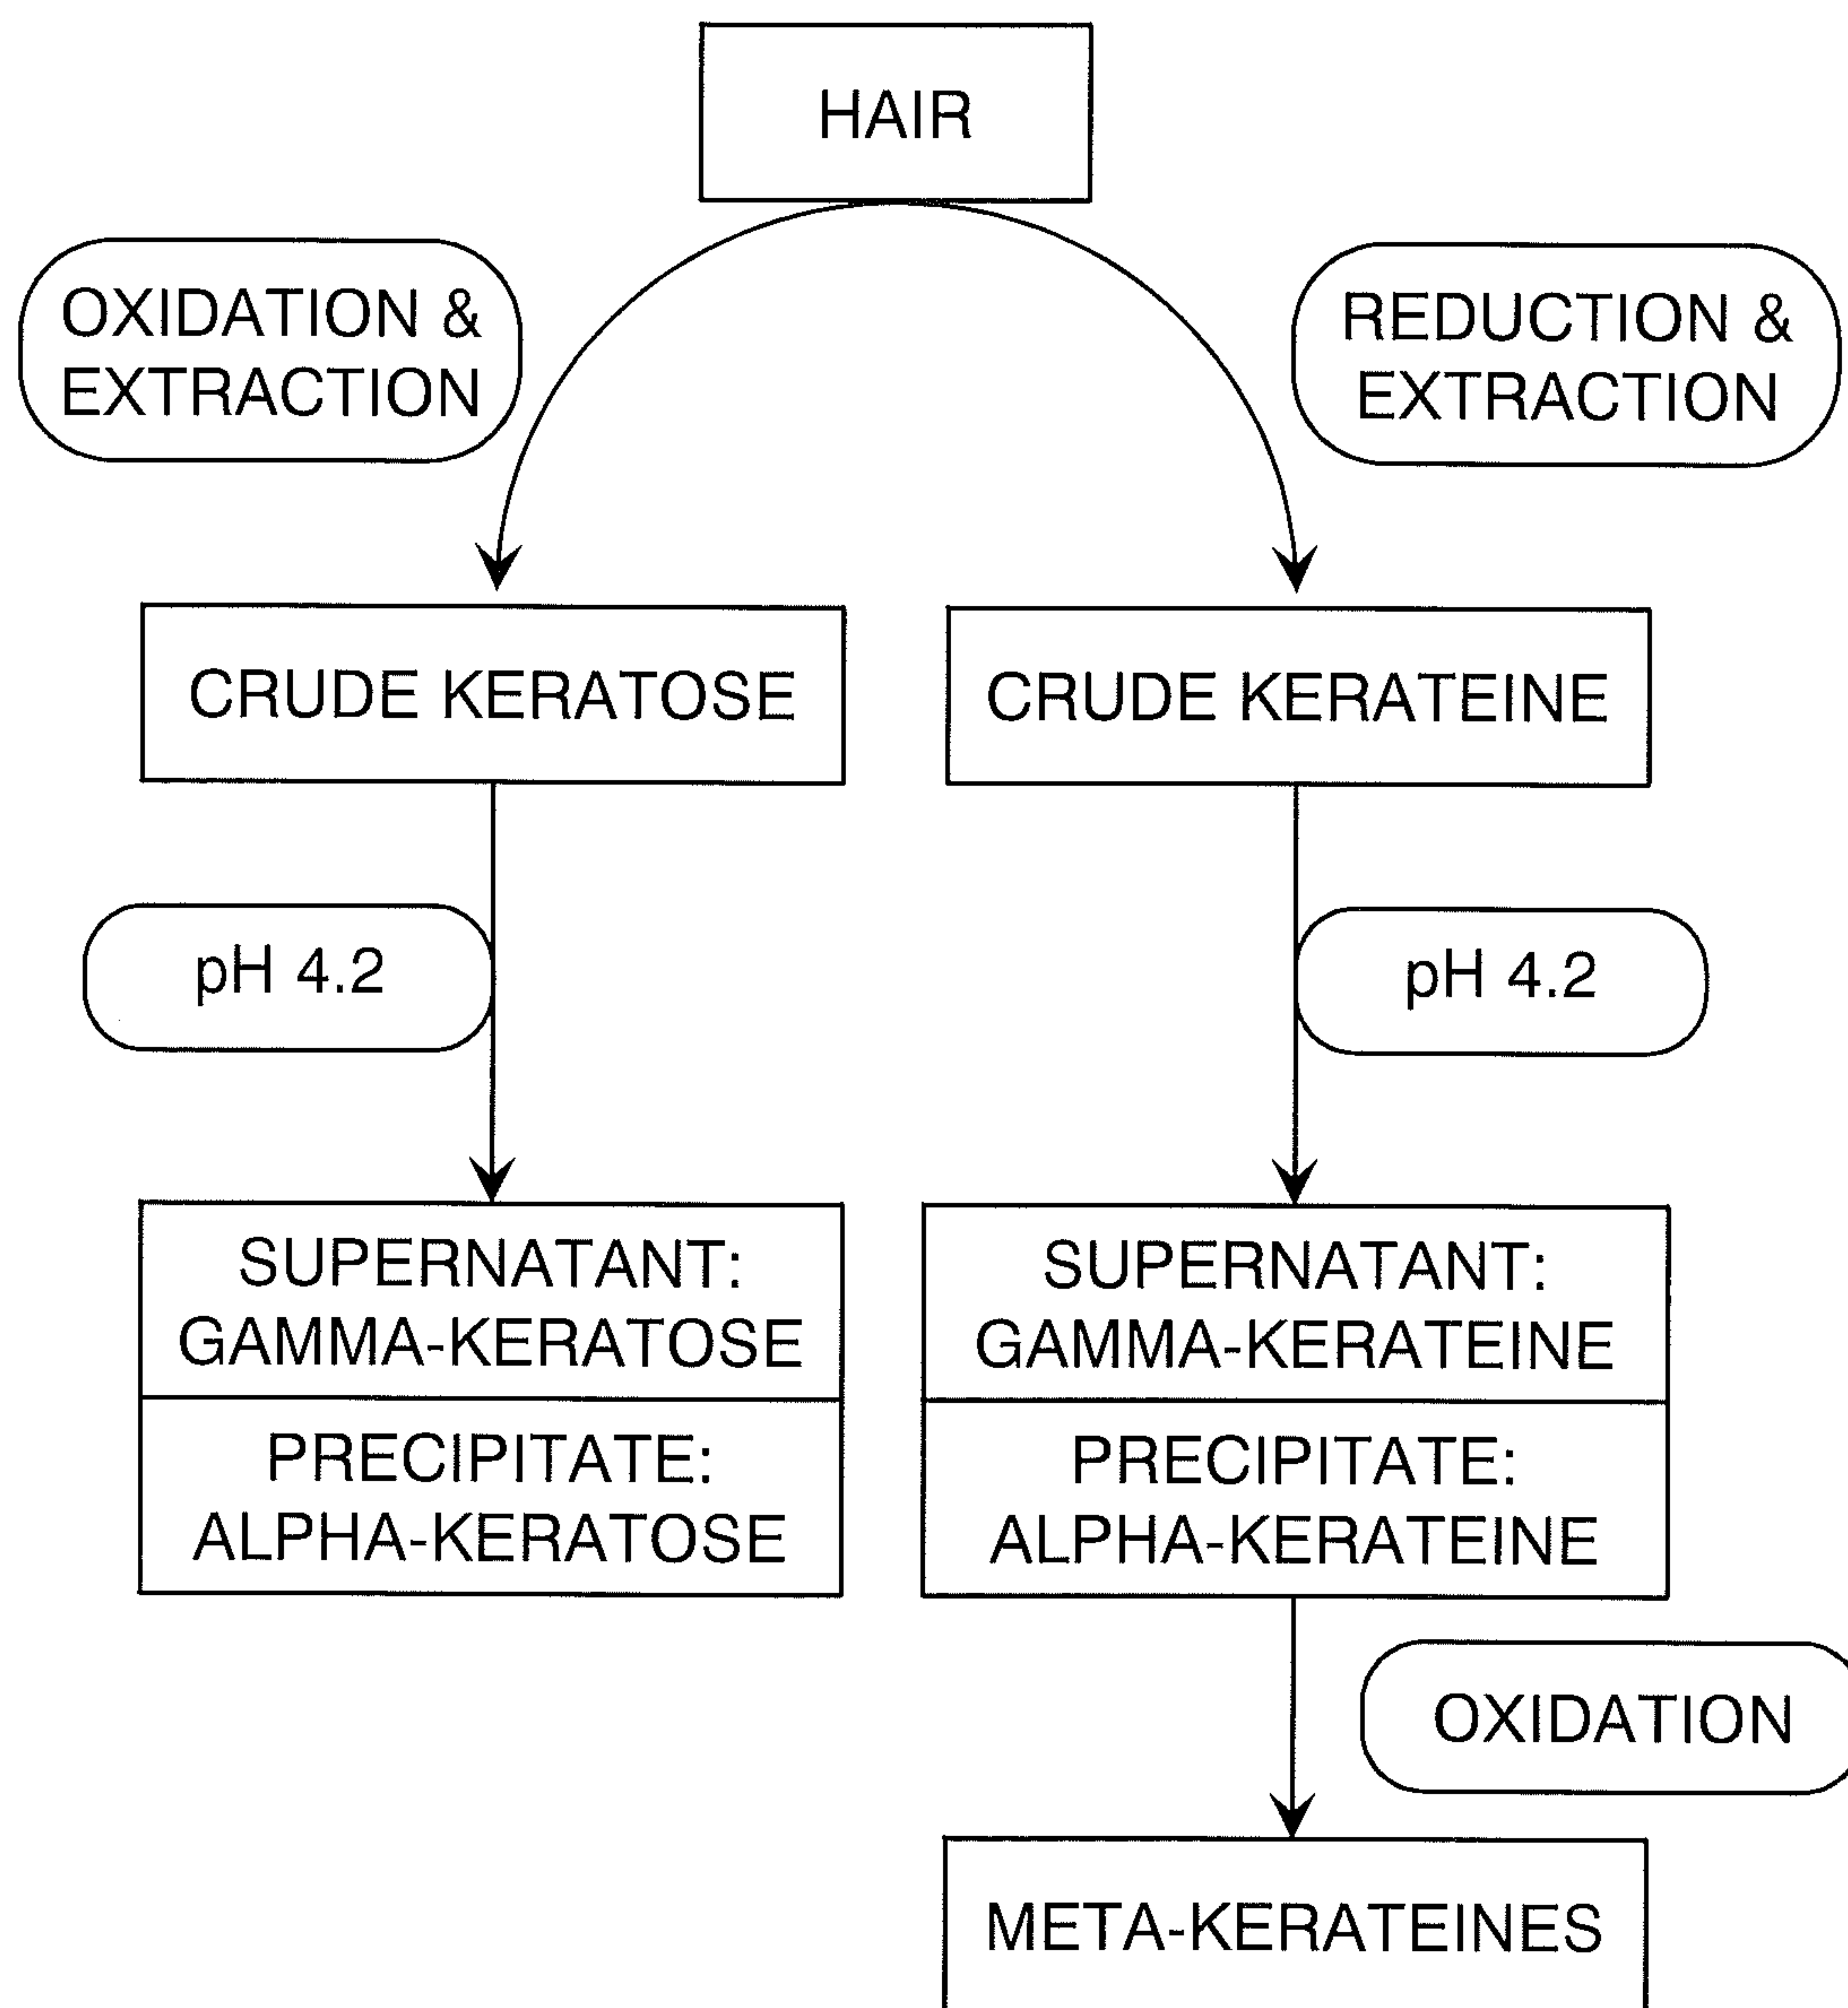 HAIR
OXIDATION &
EXTRACTION
REDUCTION &
EXTRACTION
CRUDE KERATOSE
CRUDE KERATEINE
pH 4.2
pH 4.2
SUPERNATANT:
GAMMA-KERATOSE
PRECIPITATE:
ALPHA-KERATOSE
SUPERNATANT:
GAMMA-KERATEINE
PRECIPITATE:
ALPHA-KERATEINE
OXIDATION
META-KERATEINES